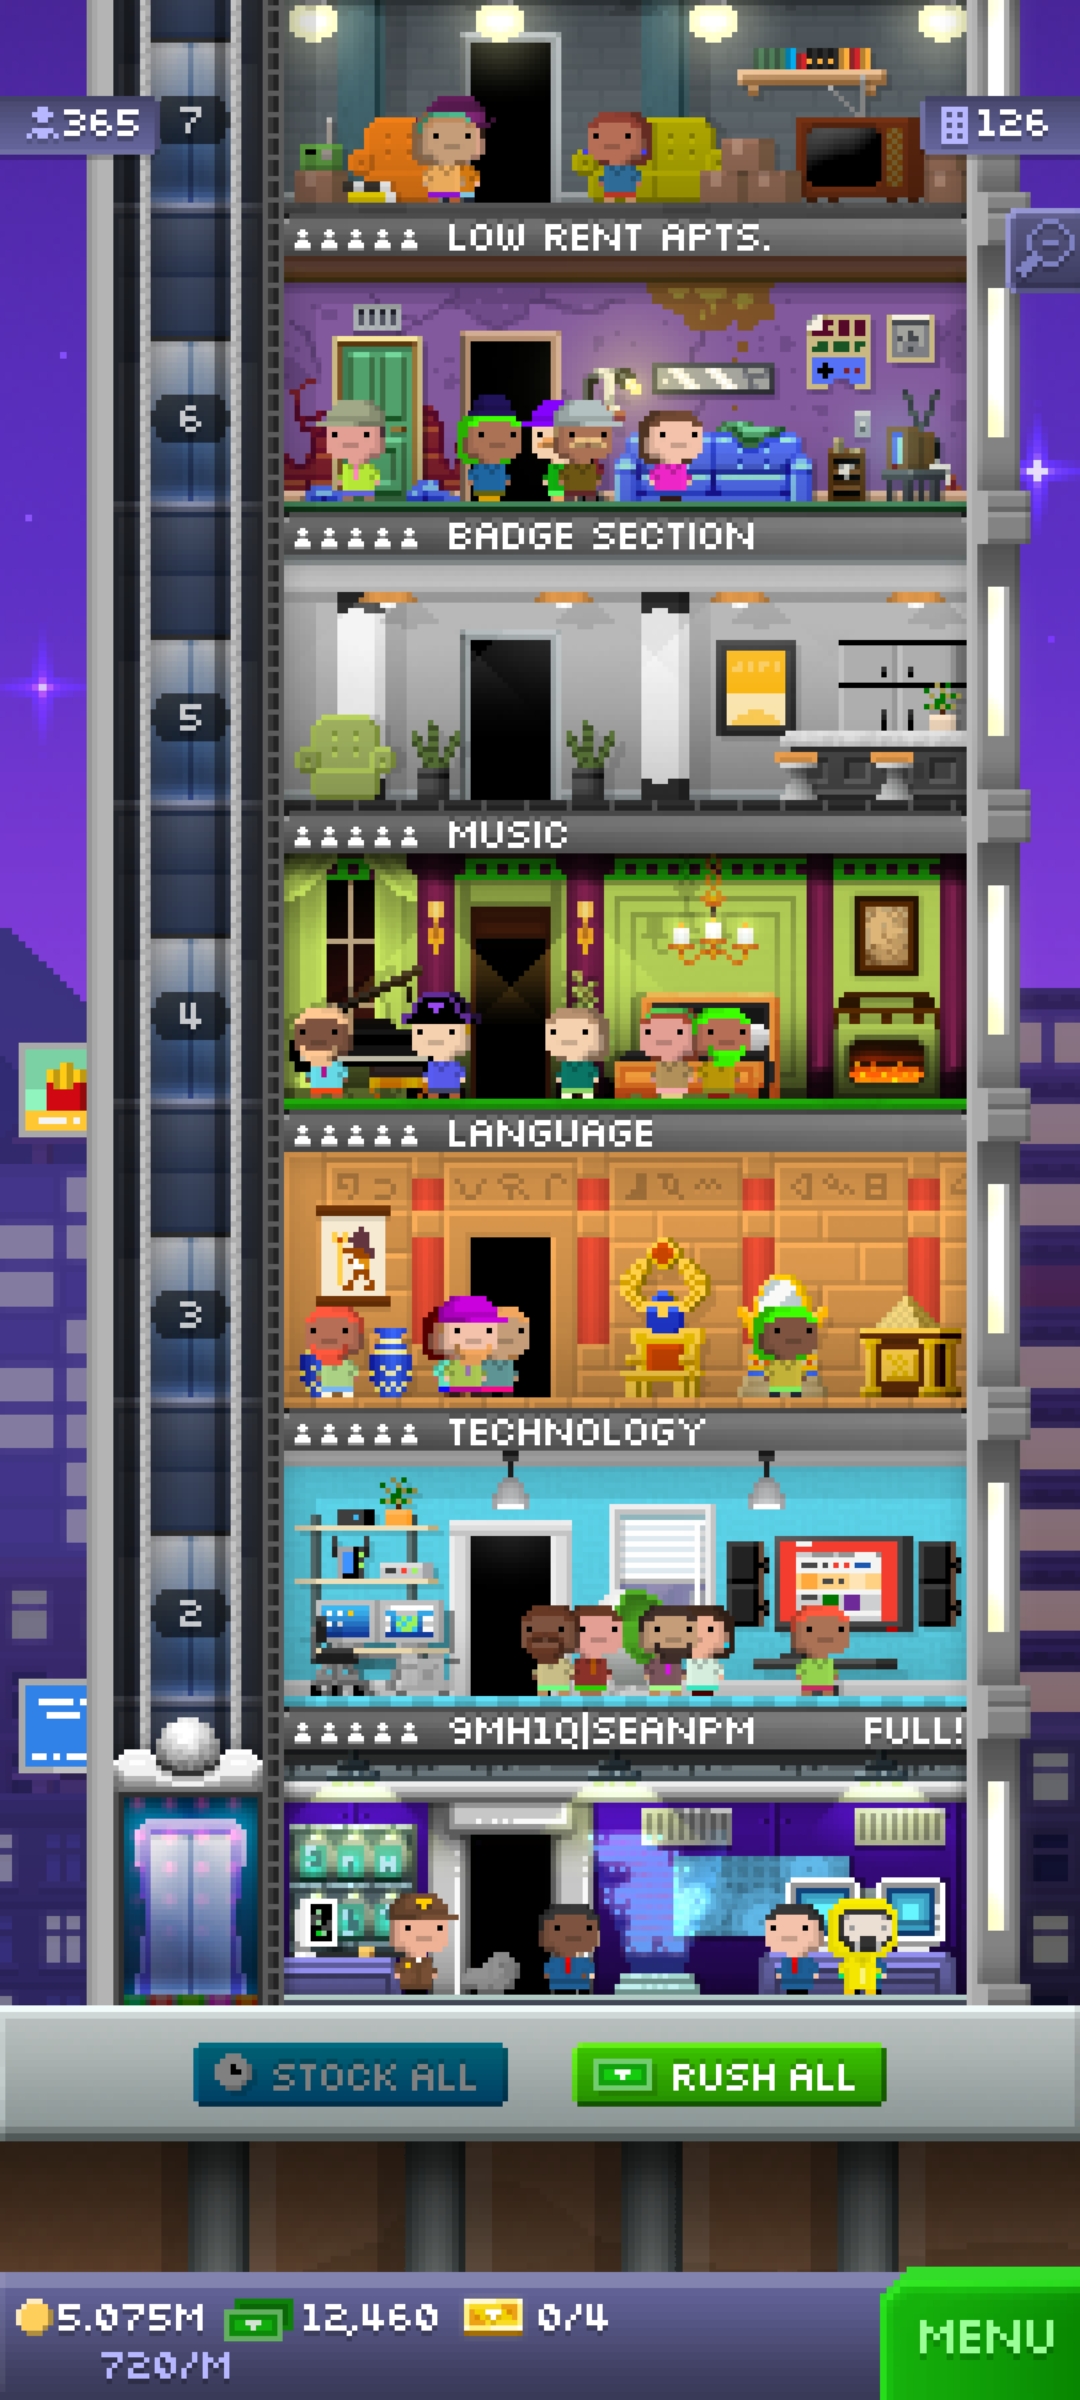 365
7
126
LOW RENT APTS.
6
BADGE SECTION
5
MUSIC
4
LANGUAGE
3
TECHNOLOGY
2
9MH1Q|SEANPM FULL!
STOCK ALL
RUSH ALL
5.075M 12,460 0/4
720/M
MENU